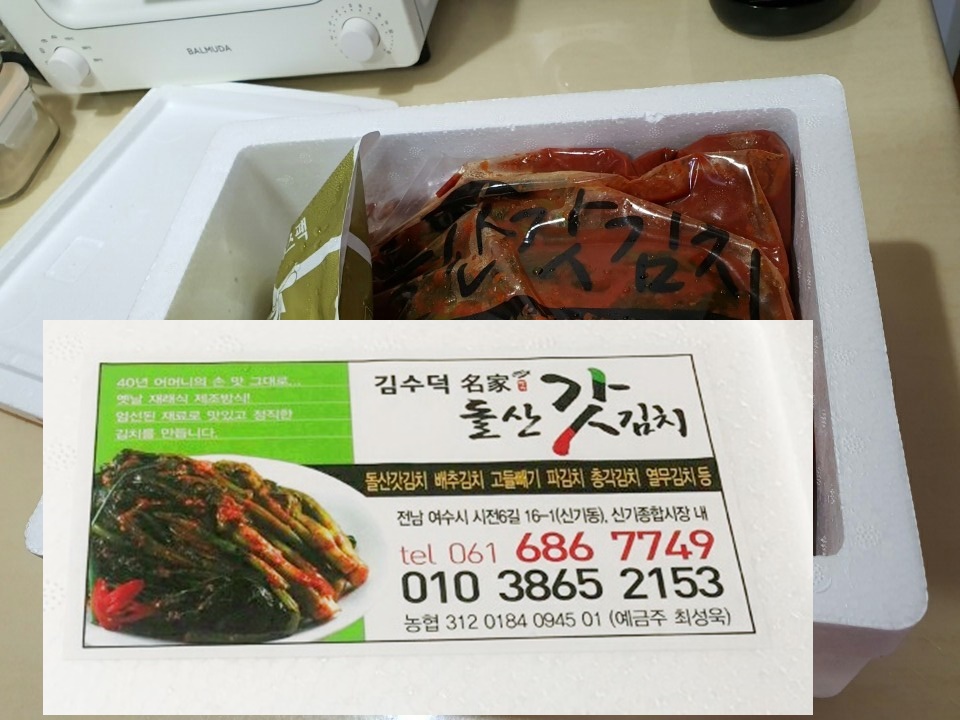 BALMUDA
스팩
갓김치
40년 어머니의 손 맛 그대로...
옛날 재래식 제조방식!
엄선된 재료로 맛있고 정직한
김치를 만듭니다.
김수덕 名家
돌산 갓김치
돌산갓김치 배추김치 고들빼기 파김치 총각김치 열무김치 등
전남 여수시 시전6길 16-1(신기동), 신기종합시장 내
tel 061 686 7749
010 3865 2153
농협 312 0184 0945 01 (예금주 최성욱)